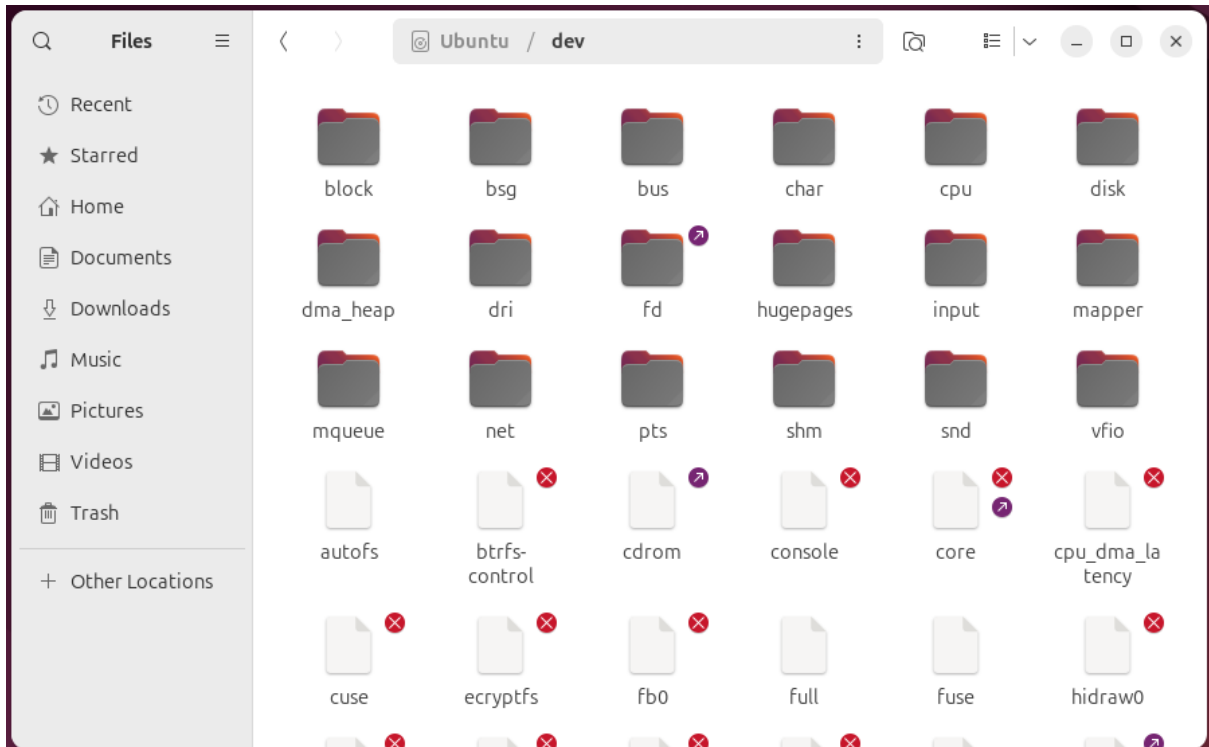 Files
Ubuntu / dev
Recent
Starred
Home
Documents
Downloads
Music
Pictures
Videos
Trash
+ Other Locations
block bsg bus char cpu disk
dma_heap dri fd hugepages input mapper
mqueue net pts shm snd vfio
autofs btrfs- cdrom console core cpu_dma_la
control tency
cuse ecryptfs fb0 full fuse hidraw0